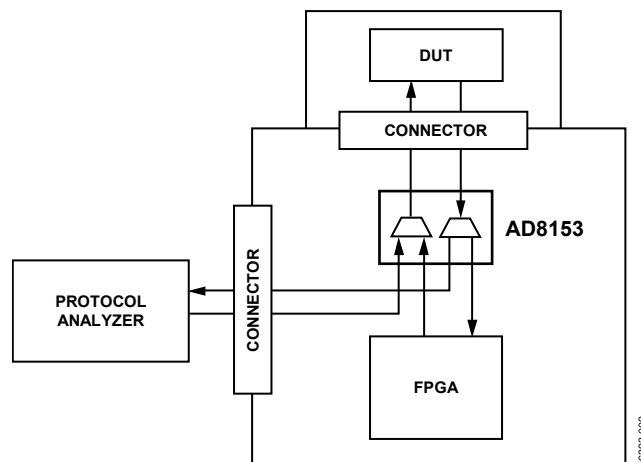 DUT
CONNECTOR
AD8153
CONNECTOR
PROTOCOL
ANALYZER
FPGA